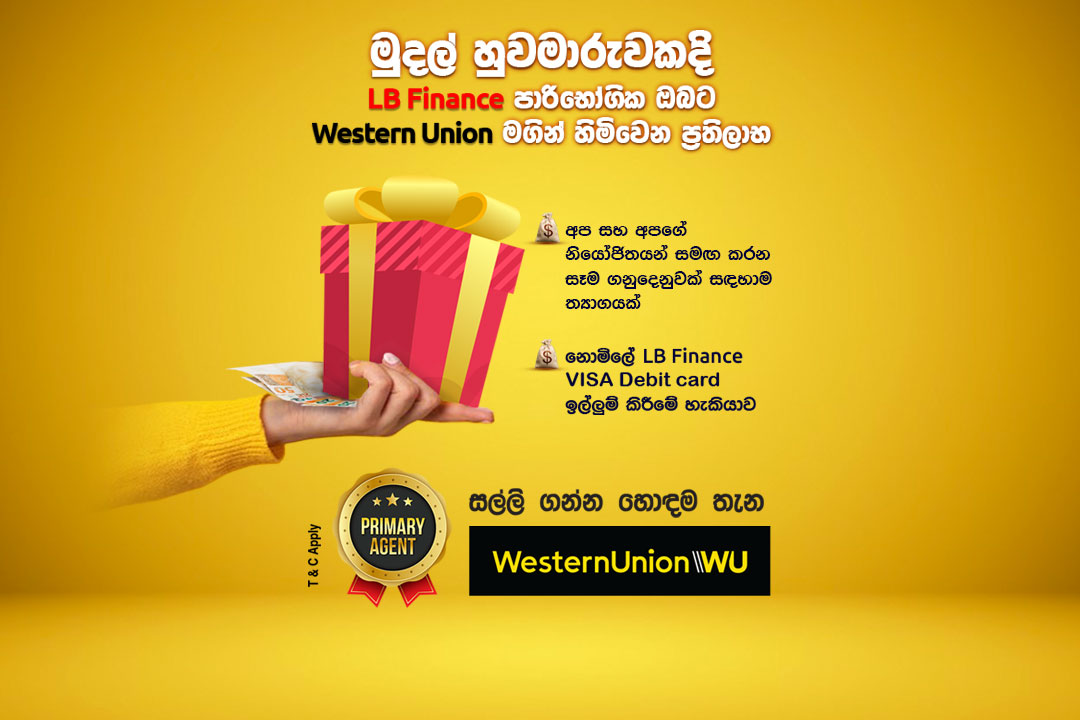 මුදල් හුවමාරුවකදි
LB Finance පාරිභෝගික ඔබට
Western Union මගින් හිමිවෙන ප්‍රතිලාභ
$ අප සහ අපගේ
නියෝජිතයන් සමඟ කරන
සෑම ගනුදෙනුවක් සඳහාම
ත්‍යාගයක්
$ නොමිලේ LB Finance
VISA Debit card
ඉල්ලුම් කිරීමේ හැකියාව
සල්ලි ගන්න හොඳම තැන
T & C Apply
PRIMARY
AGENT
WesternUnion WU